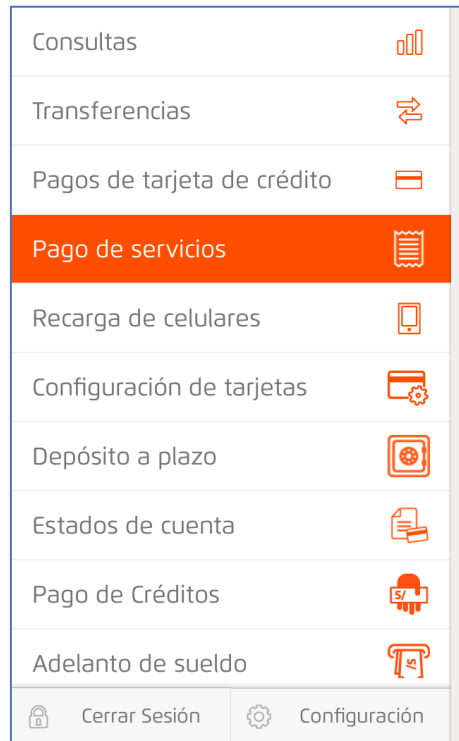 Consultas
Transferencias
Pagos de tarjeta de crédito
Pago de servicios
Recarga de celulares
Configuración de tarjetas
Depósito a plazo
Estados de cuenta
Pago de Créditos
S/
Adelanto de sueldo
S/
Cerrar Sesión Configuración